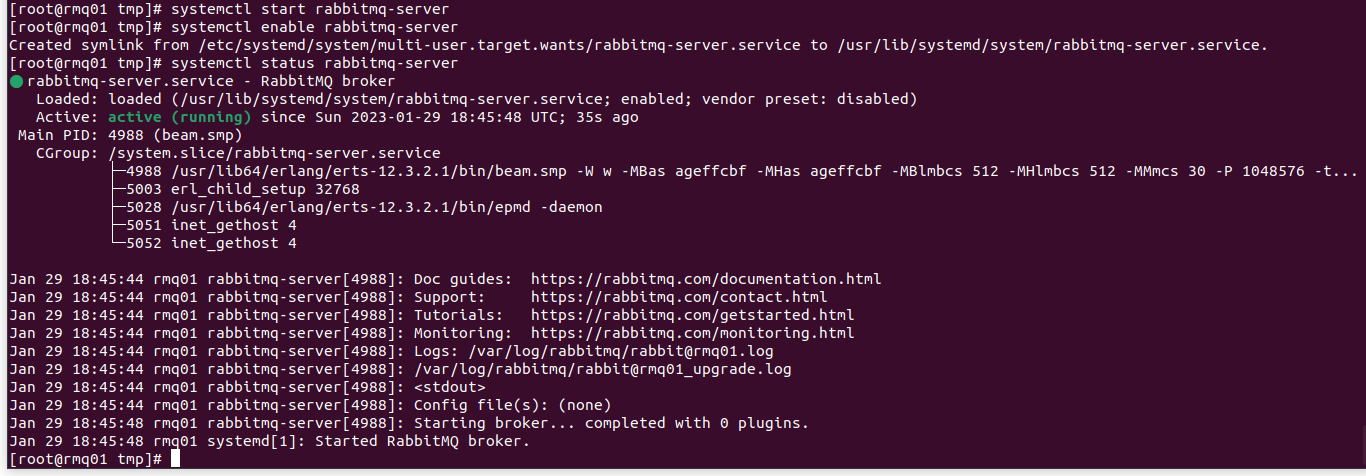 [root@rmq01 tmp]# systemctl start rabbitmq-server
[root@rmq01 tmp]# systemctl enable rabbitmq-server
Created symlink from /etc/systemd/system/multi-user.target.wants/rabbitmq-server.service to /usr/lib/systemd/system/rabbitmq-server.service.
[root@rmq01 tmp]# systemctl status rabbitmq-server
● rabbitmq-server.service - RabbitMQ broker
   Loaded: loaded (/usr/lib/systemd/system/rabbitmq-server.service; enabled; vendor preset: disabled)
   Active: active (running) since Sun 2023-01-29 18:45:48 UTC; 35s ago
 Main PID: 4988 (beam.smp)
   CGroup: /system.slice/rabbitmq-server.service
           ├─4988 /usr/lib64/erlang/erts-12.3.2.1/bin/beam.smp -W w -MBas ageffcbf -MHas ageffcbf -MBlmbcs 512 -MHlmbcs 512 -MMmcs 30 -P 1048576 -t...
           ├─5003 erl_child_setup 32768
           ├─5028 /usr/lib64/erlang/erts-12.3.2.1/bin/epmd -daemon
           ├─5051 inet_gethost 4
           └─5052 inet_gethost 4

Jan 29 18:45:44 rmq01 rabbitmq-server[4988]: Doc guides:  https://rabbitmq.com/documentation.html
Jan 29 18:45:44 rmq01 rabbitmq-server[4988]: Support:     https://rabbitmq.com/contact.html
Jan 29 18:45:44 rmq01 rabbitmq-server[4988]: Tutorials:   https://rabbitmq.com/getstarted.html
Jan 29 18:45:44 rmq01 rabbitmq-server[4988]: Monitoring:  https://rabbitmq.com/monitoring.html
Jan 29 18:45:44 rmq01 rabbitmq-server[4988]: Logs: /var/log/rabbitmq/rabbit@rmq01.log
Jan 29 18:45:44 rmq01 rabbitmq-server[4988]: /var/log/rabbitmq/rabbit@rmq01_upgrade.log
Jan 29 18:45:44 rmq01 rabbitmq-server[4988]: <stdout>
Jan 29 18:45:44 rmq01 rabbitmq-server[4988]: Config file(s): (none)
Jan 29 18:45:48 rmq01 rabbitmq-server[4988]: Starting broker... completed with 0 plugins.
Jan 29 18:45:48 rmq01 systemd[1]: Started RabbitMQ broker.
[root@rmq01 tmp]#